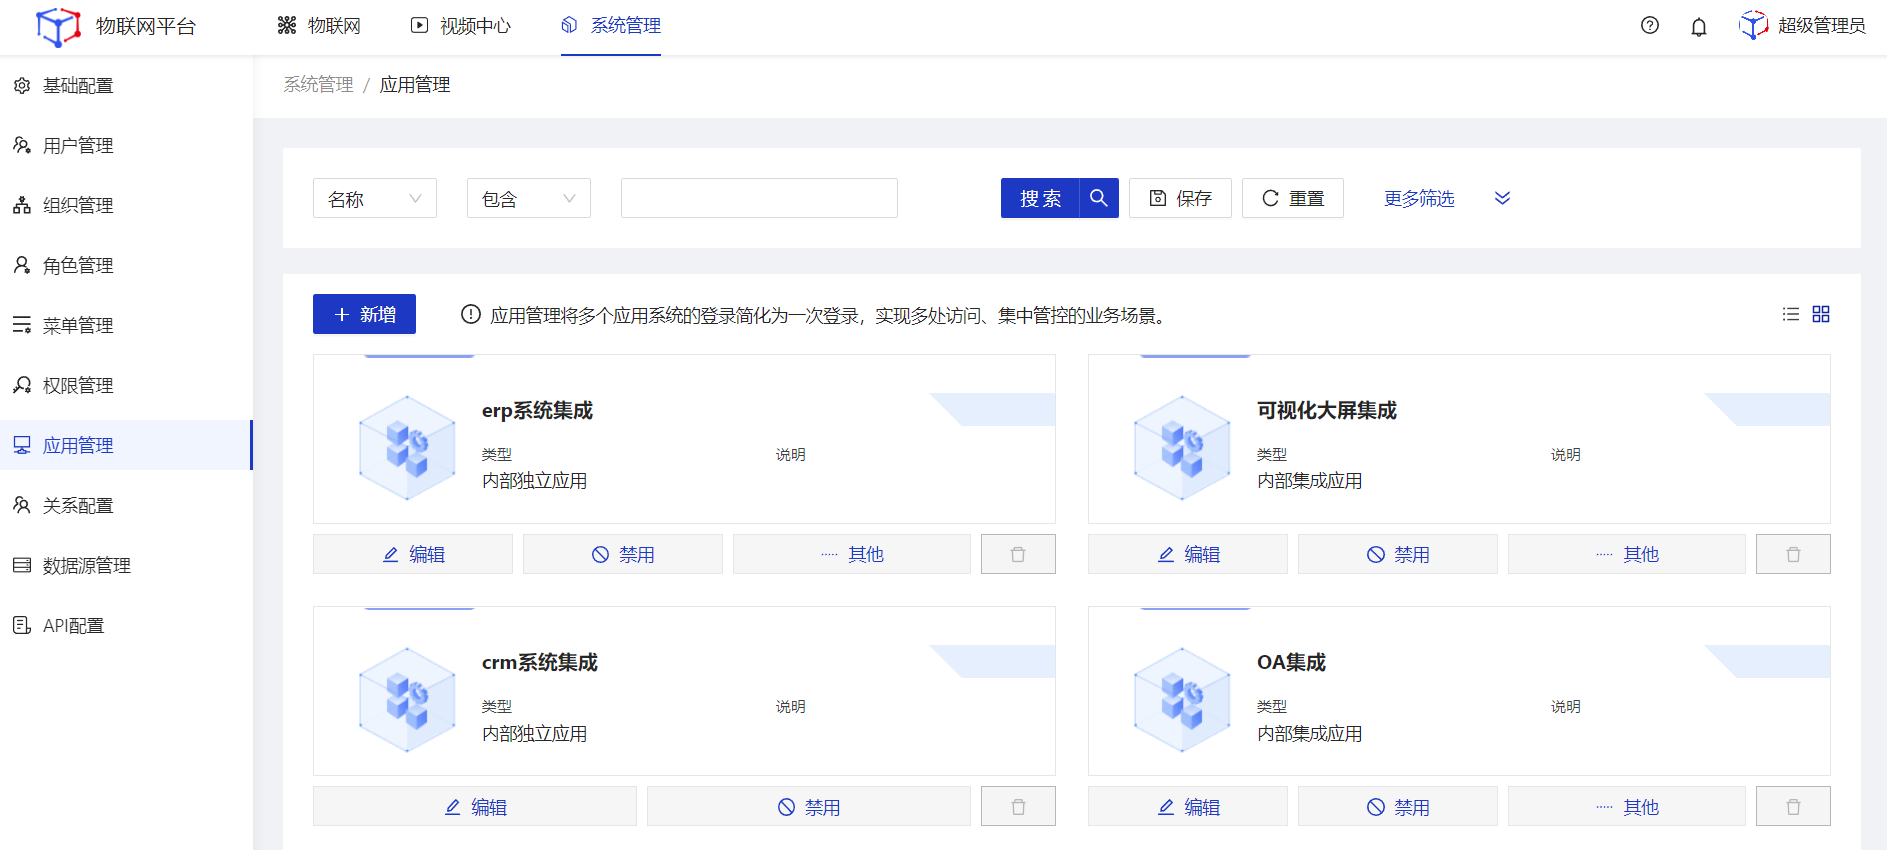 物联网平台
物联网
视频中心
系统管理
超级管理员
基础配置
用户管理
组织管理
角色管理
菜单管理
权限管理
应用管理
关系配置
数据源管理
API配置
系统管理 / 应用管理
名称
包含
搜索
保存
重置
更多筛选
新增
应用管理将多个应用系统的登录简化为一次登录，实现多处访问、集中管控的业务场景。
erp系统集成
类型
说明
内部独立应用
编辑
禁用
其他
可视化大屏集成
类型
说明
内部集成应用
编辑
禁用
其他
crm系统集成
类型
说明
内部独立应用
编辑
禁用
OA集成
类型
说明
内部集成应用
编辑
禁用
其他